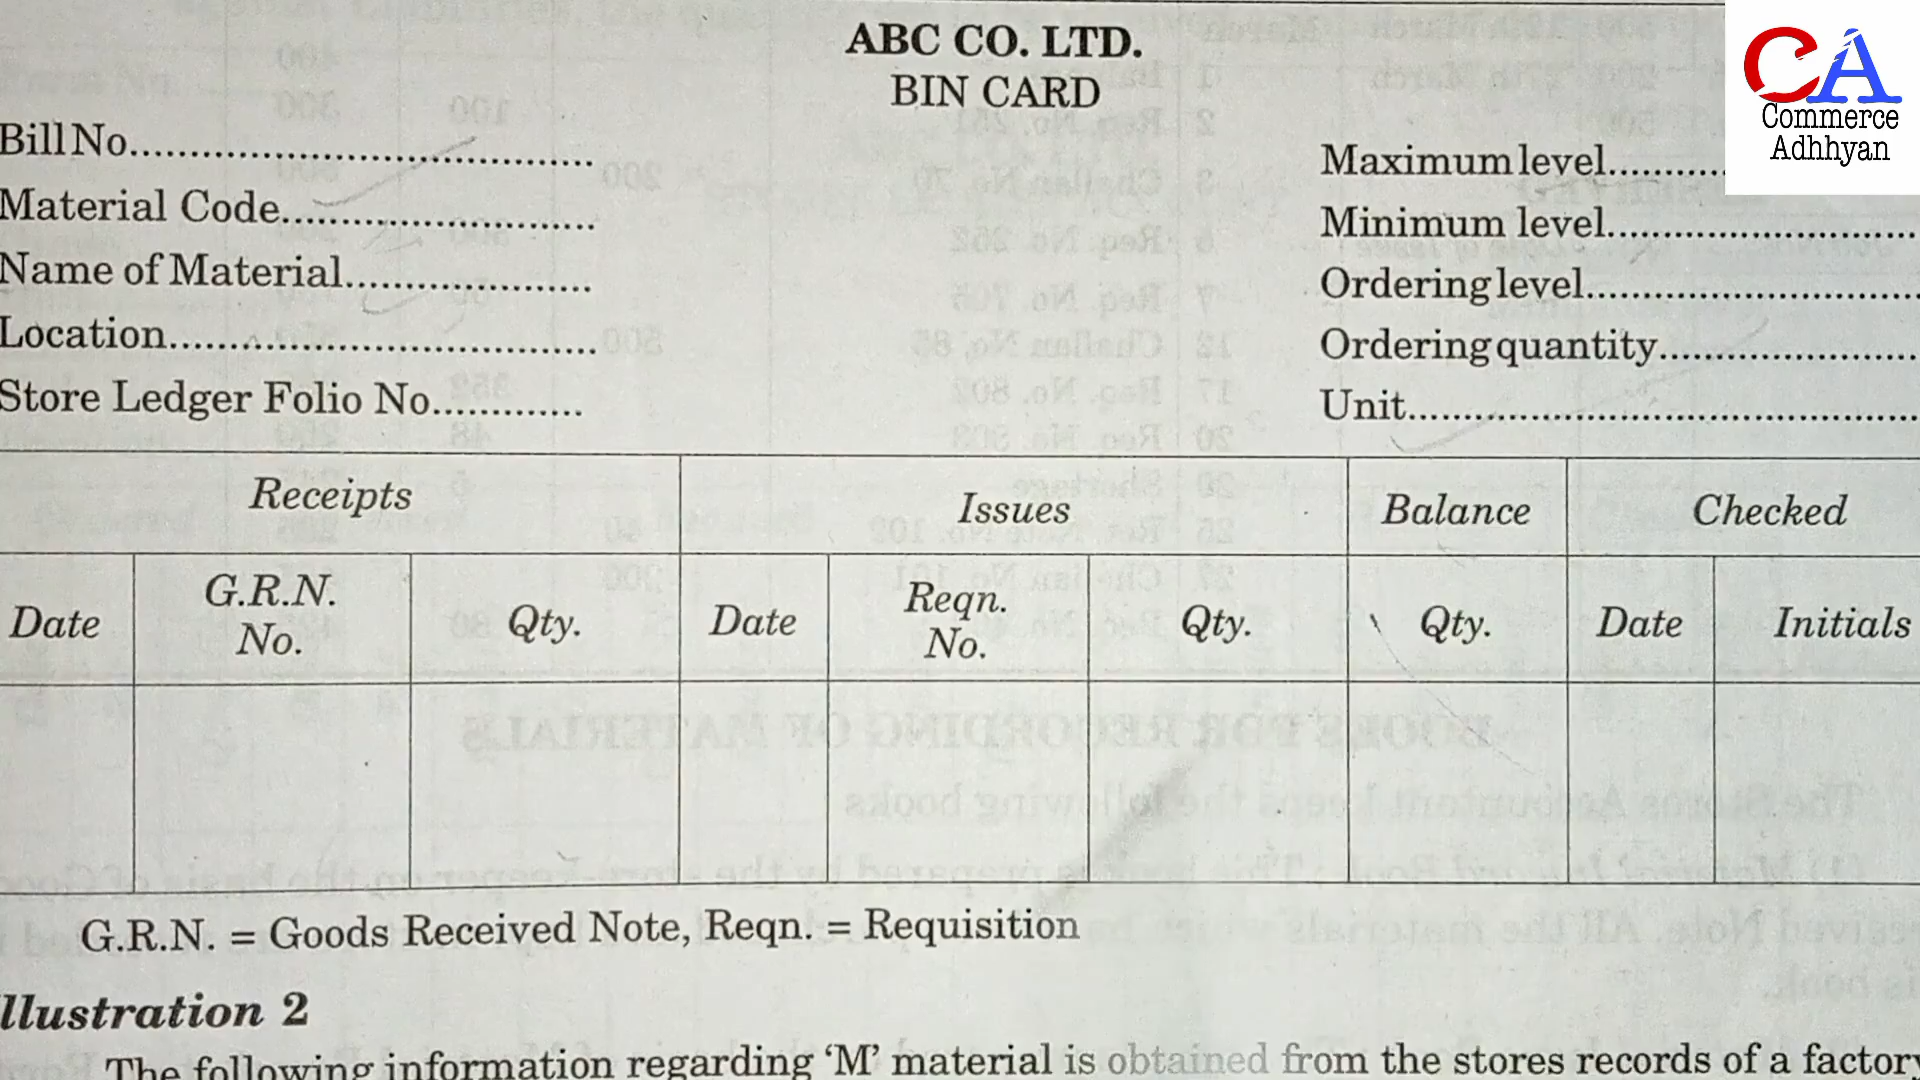 ABC CO. LTD.
BIN CARD
CA
Commerce
Adhhyan
Bill No......................................
Material Code..........................
Name of Material....................
Location...................................
Store Ledger Folio No.............
Maximum level..........
Minimum level..........................
Ordering level............................
Ordering quantity.....................
Unit..........................................
Receipts Issues Balance Checked
Date G.R.N. No. Qty. Date Reqn. No. Qty. Qty. Date Initials
G.R.N. = Goods Received Note, Reqn. = Requisition
llustration 2
The following information regarding ‘M’ material is obtained from the stores records of a factory